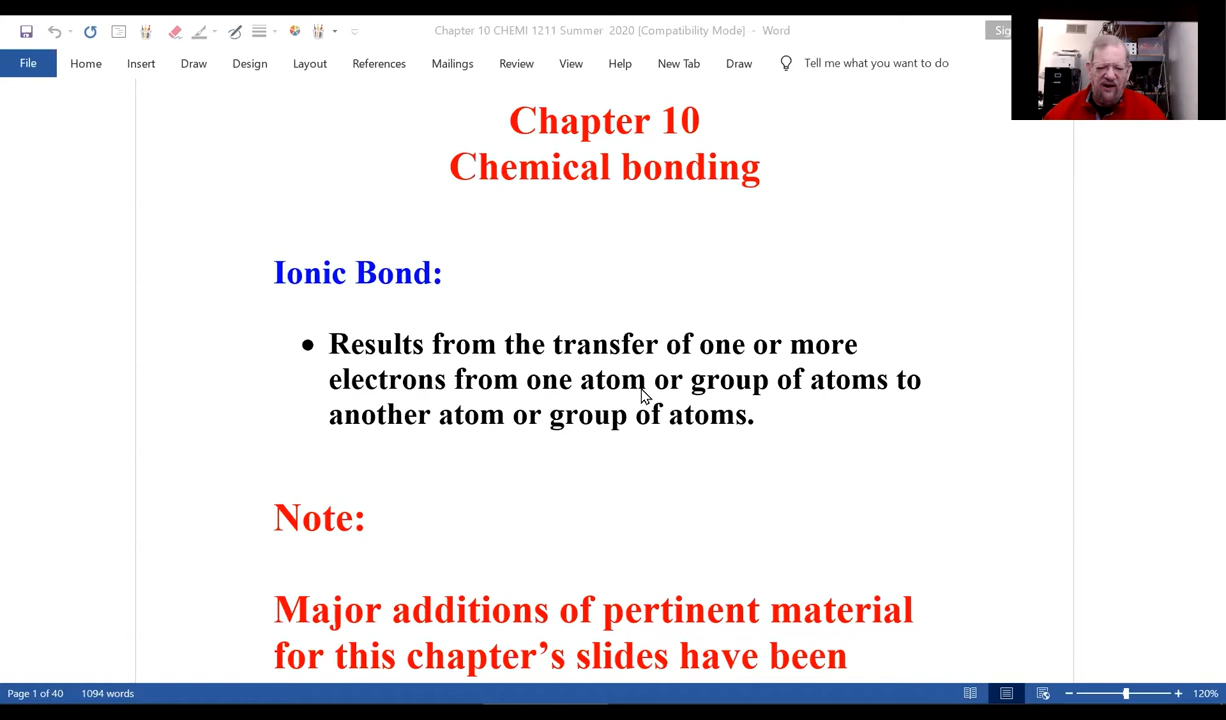 Chapter 10 CHEMI 1211 Summer 2020 [Compatibility Mode] - Word
File Home Insert Draw Design Layout References Mailings Review View Help New Tab Draw Tell me what you want to do
Chapter 10
Chemical bonding
Ionic Bond:
• Results from the transfer of one or more
electrons from one atom or group of atoms to
another atom or group of atoms.
Note:
Major additions of pertinent material
for this chapter’s slides have been
Page 1 of 40 1094 words 120%